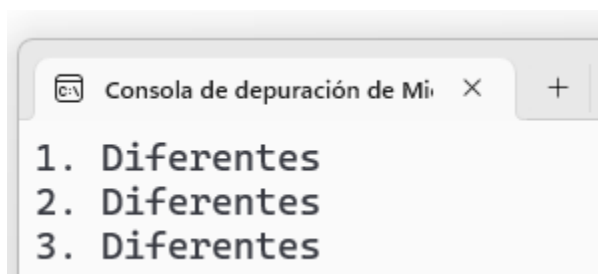 Consola de depuración de Mi
1. Diferentes
2. Diferentes
3. Diferentes